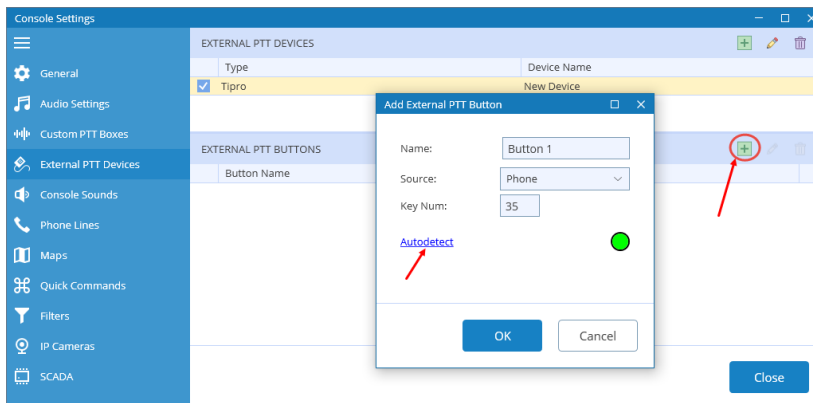 Console Settings
General
Audio Settings
Custom PTT Boxes
External PTT Devices
Console Sounds
Phone Lines
Maps
Quick Commands
Filters
IP Cameras
SCADA
EXTERNAL PTT DEVICES
Type Device Name
Tipro New Device
EXTERNAL PTT BUTTONS
Button Name
Add External PTT Button
Name: Button 1
Source: Phone
Key Num: 35
Autodetect
OK Cancel
Close